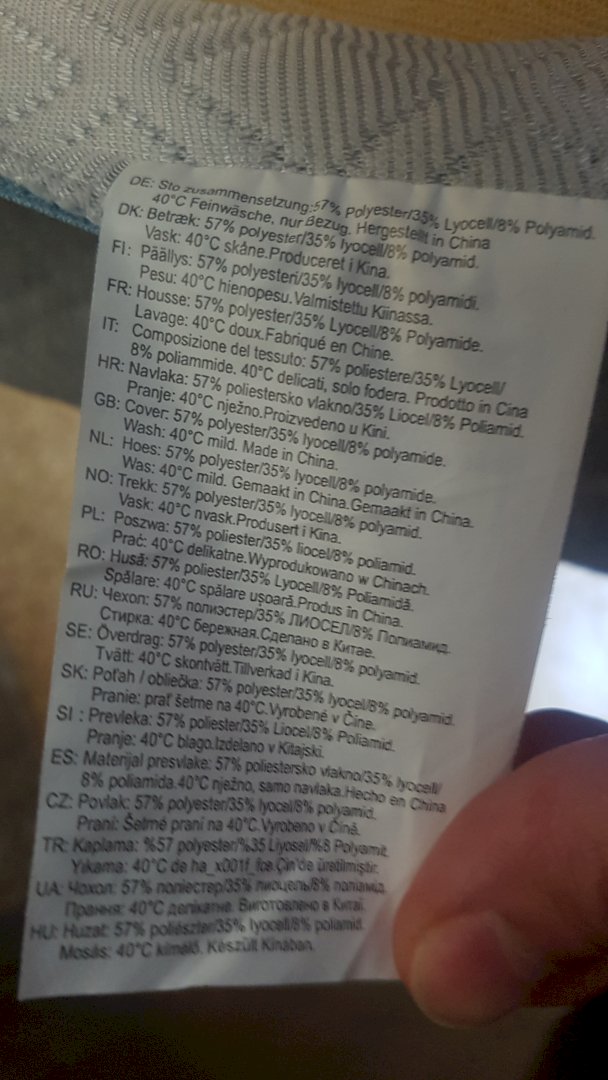 DE: Stoffzusammensetzung:57% Polyester/35% Lyocell/8% Polyamid.
40°C Feinwäsche, nur Bezug. Hergestellt in China
DK: Betræk: 57% polyester/35% lyocell/8% polyamid.
Vask: 40°C skåne.Produceret i Kina.
FI: Päällys: 57% polyesteri/35% lyocell/8% polyamidi.
Pesu: 40°C hienopesu.Valmistettu Kiinassa.
FR: Housse: 57% polyester/35% Lyocell/8% Polyamide.
Lavage: 40°C doux.Fabriqué en Chine.
IT: Composizione del tessuto: 57% poliestere/35% Lyocell/
8% poliammide. 40°C delicati, solo fodera. Prodotto in Cina
HR: Navlaka: 57% poliestersko vlakno/35% Liocel/8% Poliamid.
Pranje: 40°C nježno.Proizvedeno u Kini.
GB: Cover: 57% polyester/35% lyocell/8% polyamide.
Wash: 40°C mild. Made in China.
NL: Hoes: 57% polyester/35% lyocell/8% polyamide.
Was: 40°C mild. Gemaakt in China.Gemaakt in China.
NO: Trekk: 57% polyester/35% lyocell/8% polyamid.
Vask: 40°C nvask.Produsert i Kina.
PL: Poszwa: 57% poliester/35% liocel/8% poliamid.
Prać: 40°C delikatne.Wyprodukowano w Chinach.
RO: Husă: 57% poliester/35% Lyocell/8% Poliamidă.
Spălare: 40°C spălare ușoară.Produs în China.
RU: Чехол: 57% полиэстер/35% ЛИОСЕЛ/8% Полиамид.
Стирка: 40°C бережная.Сделано в Китае.
SE: Överdrag: 57% polyester/35% lyocell/8% polyamid.
Tvätt: 40°C skontvätt.Tillverkad i Kina.
SK: Poťah / obliečka: 57% polyester/35% lyocel/8% polyamid.
Pranie: prať šetrne na 40°C.Vyrobené v Číne.
SI : Prevleka: 57% poliester/35% Liocel/8% Poliamid.
Pranje: 40°C blago.Izdelano v Kitajski.
ES: Materijal presvlake: 57% poliestersko vlakno/35% lyocell/
8% poliamida.40°C nježno, samo navlaka.Hecho en China
CZ: Povlak: 57% polyester/35% lyocell/8% polyamid.
Praní: Šetrné praní na 40°C.Vyrobeno v Číně.
TR: Kaplama: %57 polyester/%35 Liyosel/%8 Polyamit.
Yıkama: 40°C de ha_x001f_fce.Çin'de üretilmiştir.
UA: Чохол: 57% поліестер/35% лиоцель/8% поліамід.
Прання: 40°C делікатне. Виготовлено в Китаї.
HU: Huzat: 57% poliészter/35% lyocell/8% polamid.
Mosás: 40°C kímélő. Készült Kínában.